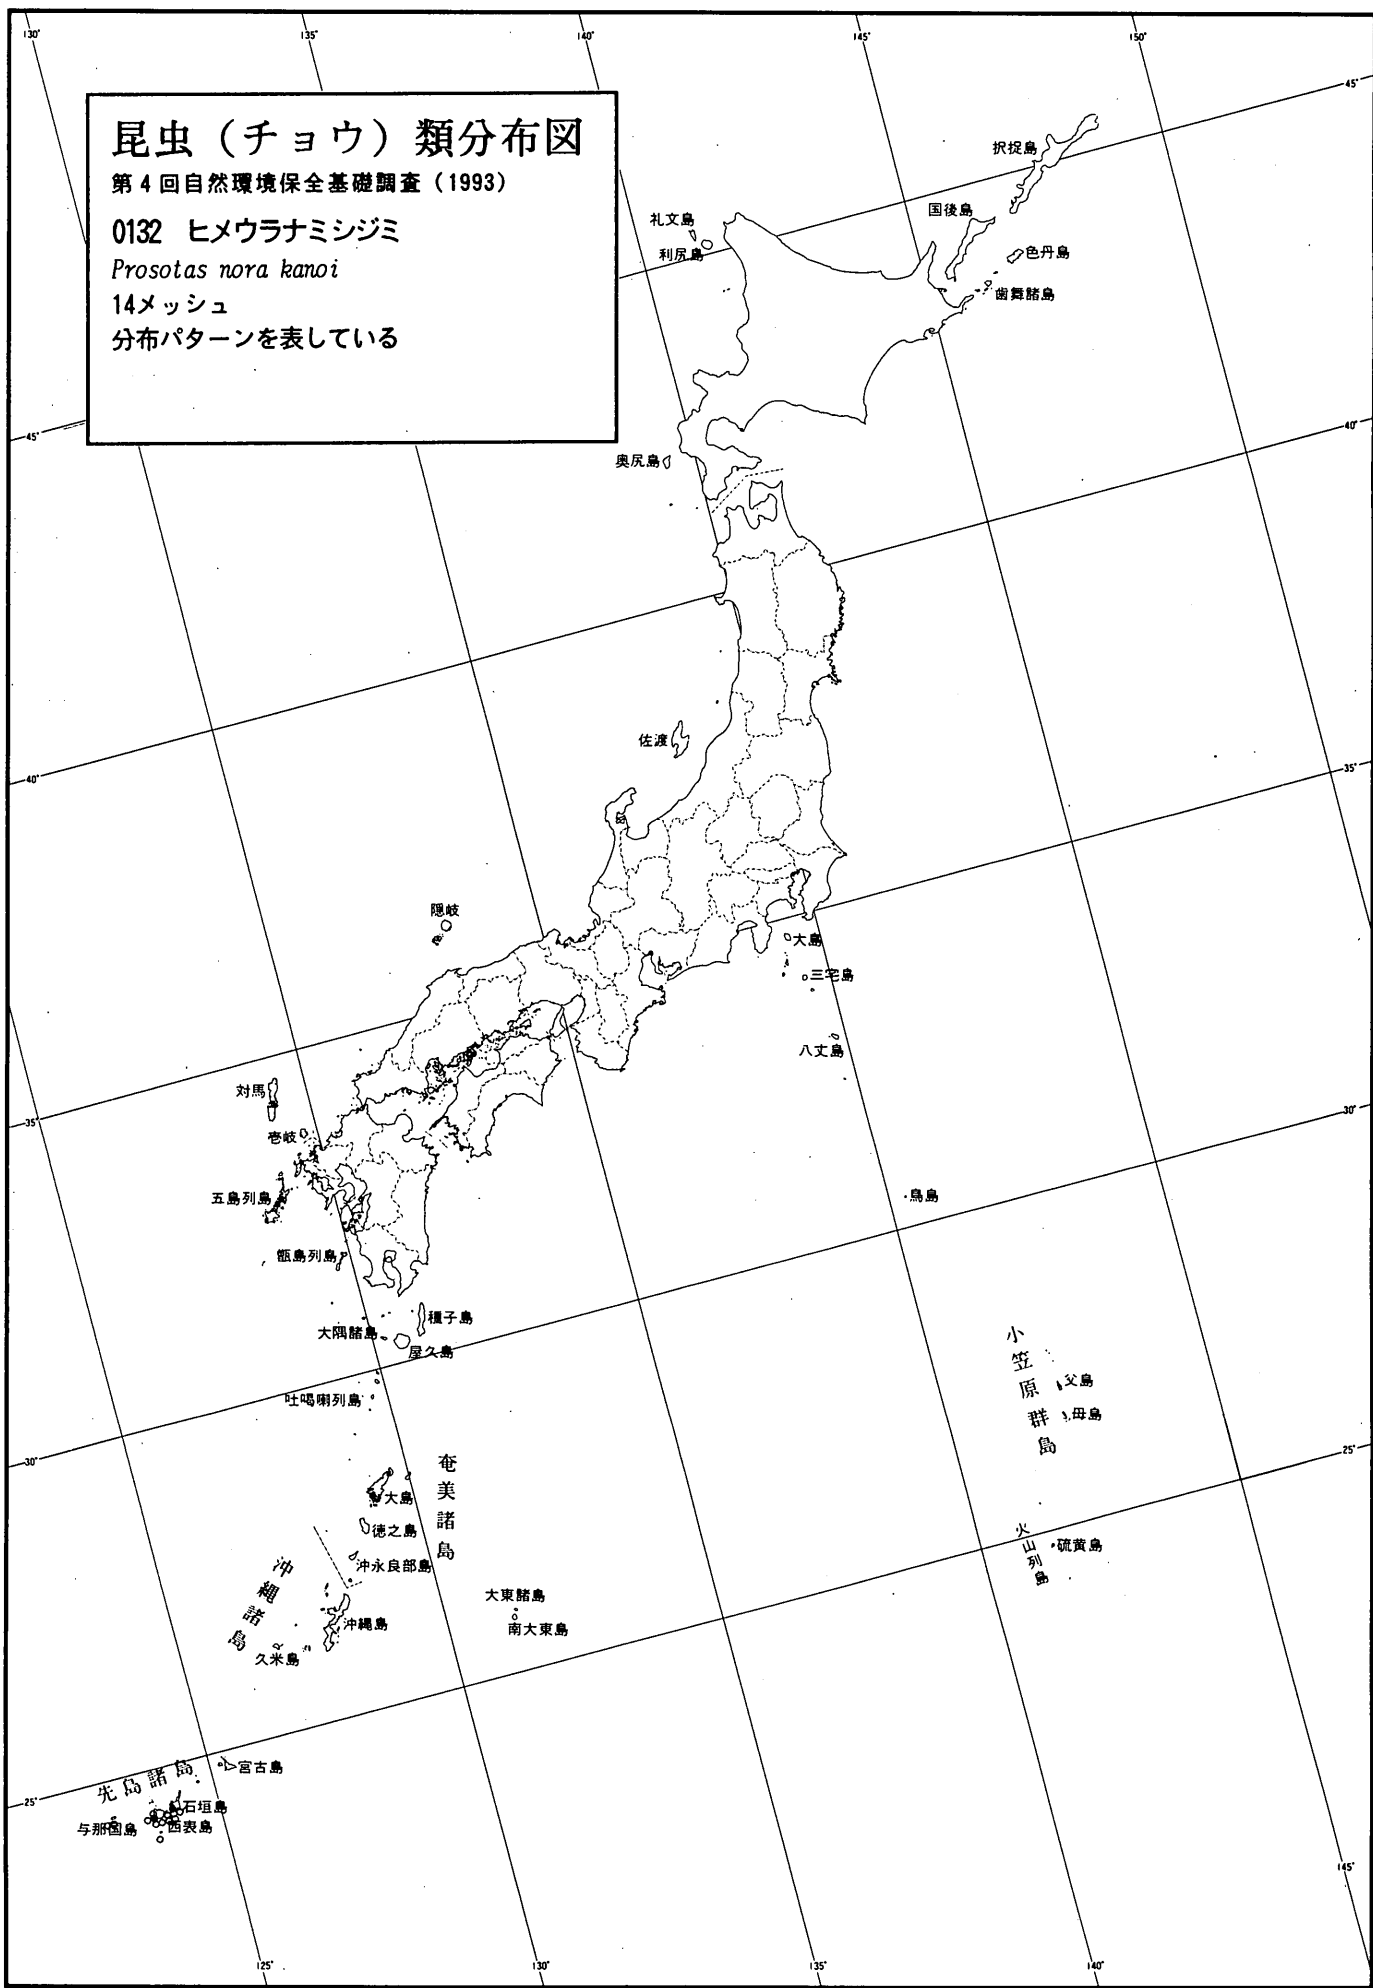 130°
135°
140°
145°
150°
45°
昆虫（チョウ）類分布図
第4回自然環境保全基礎調査（1993）
0132 ヒメウラナミシジミ
Prosotas nora kanoi
14メッシュ
分布パターンを表している
択捉島
国後島
礼文島
利尻島
色丹島
歯舞諸島
45°
40°
奥尻島
佐渡
40°
35°
隠岐
大島
三宅島
八丈島
対馬
35°
壱岐
30°
五島列島
鳥島
甑島列島
種子島
大隅諸島
屋久島
小笠原群島
父島
吐噶喇列島
母島
奄美諸島
25°
30°
大島
徳之島
火山列島
硫黄島
沖永良部島
沖縄諸島
大東諸島
沖縄島
南大東島
久米島
先島諸島
宮古島
25°
石垣島
与那国島
西表島
145°
125°
130°
135°
140°